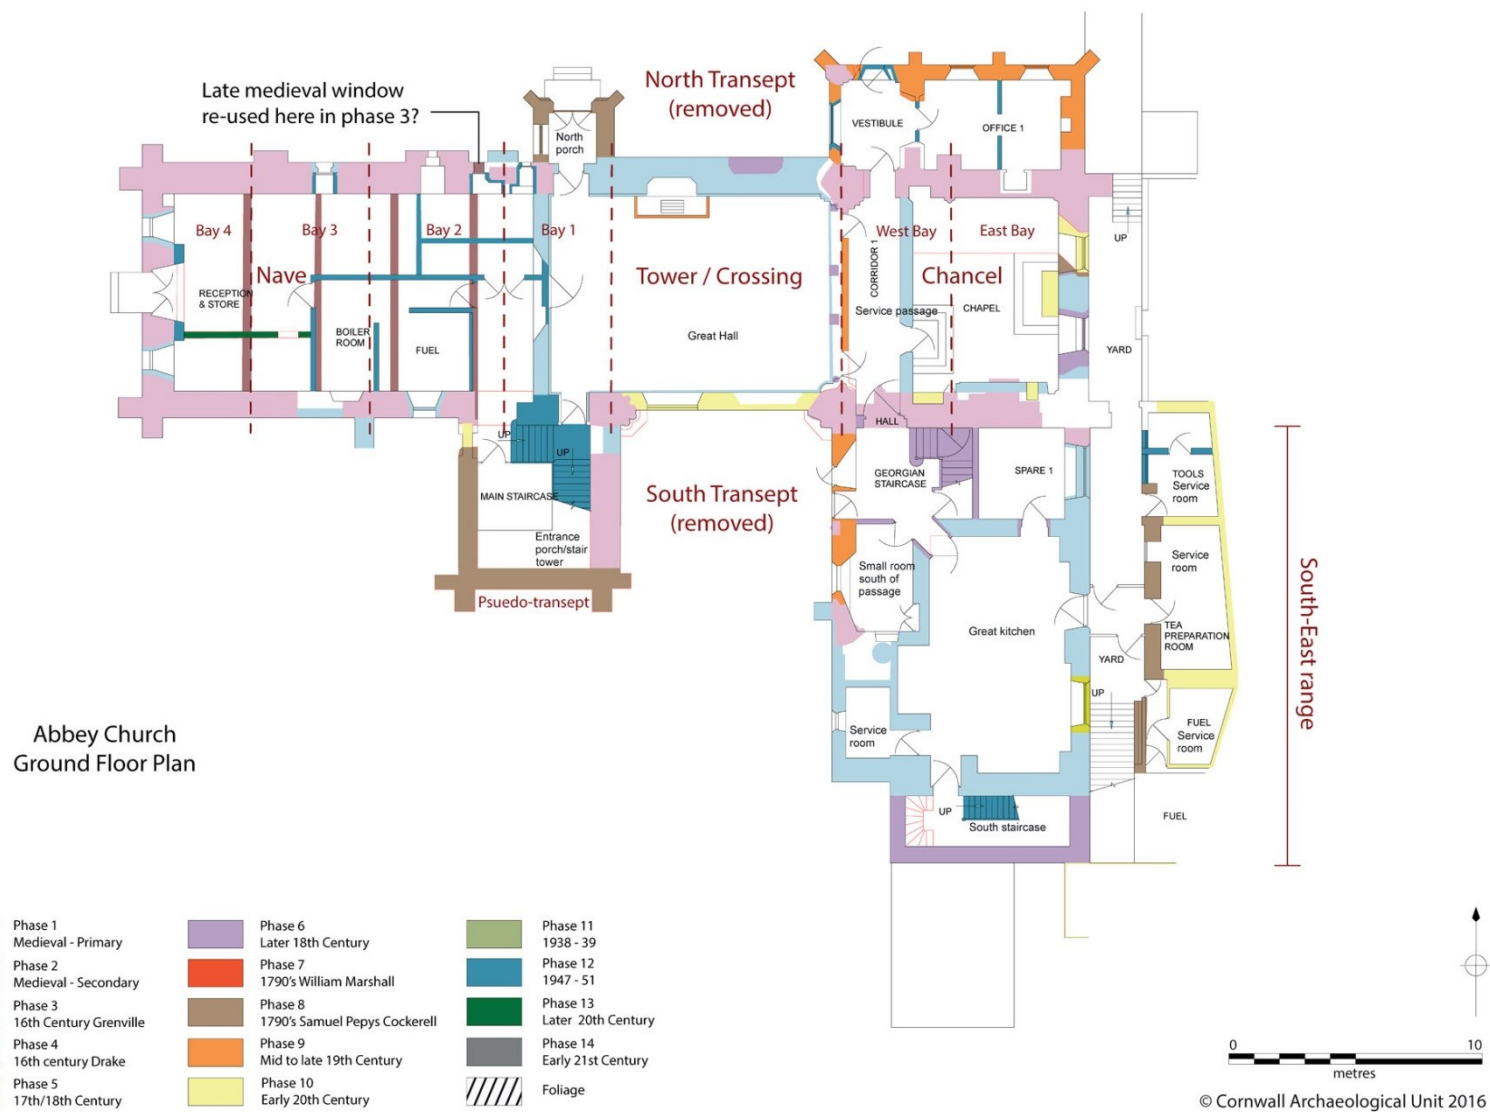 North Transept
(removed)
Late medieval window
re-used here in phase 3?
North
porch
VESTIBULE
OFFICE 1
Bay 4
Bay 3
Bay 2
Bay 1
West Bay
East Bay
UP
Nave
Tower / Crossing
CORRIDOR 1
Chancel
RECEPTION
& STORE
Service passage
CHAPEL
BOILER
ROOM
FUEL
Great Hall
YARD
HALL
UP
UP
MAIN STAIRCASE
South Transept
(removed)
GEORGIAN
STAIRCASE
SPARE 1
TOOLS
Service
room
Entrance
porch/stair
tower
Psuedo-transept
Small room
south of
passage
Great kitchen
Service
room
TEA
PREPARATION
ROOM
YARD
UP
South-East range
Service
room
FUEL
Service
room
UP
South staircase
FUEL
Abbey Church
Ground Floor Plan
Phase 1
Medieval - Primary
Phase 2
Medieval - Secondary
Phase 3
16th Century Grenville
Phase 4
16th century Drake
Phase 5
17th/18th Century
Phase 6
Later 18th Century
Phase 7
1790's William Marshall
Phase 8
1790's Samuel Pepys Cockerell
Phase 9
Mid to late 19th Century
Phase 10
Early 20th Century
Phase 11
1938 - 39
Phase 12
1947 - 51
Phase 13
Later 20th Century
Phase 14
Early 21st Century
Foliage
0
10
metres
© Cornwall Archaeological Unit 2016